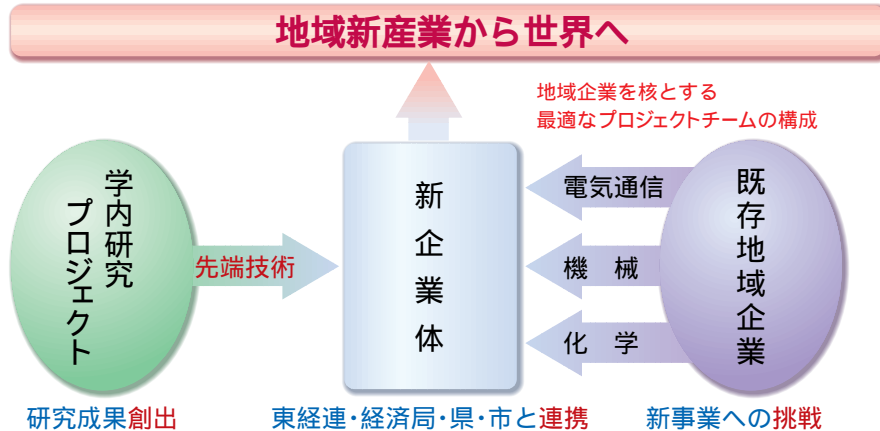 地域新産業から世界へ
地域企業を核とする
最適なプロジェクトチームの構成
学内研究
プロジェクト
先端技術
新企業体
電気通信
機　械
化　学
既存地域企業
研究成果創出
東経連・経済局・県・市と連携
新事業への挑戦